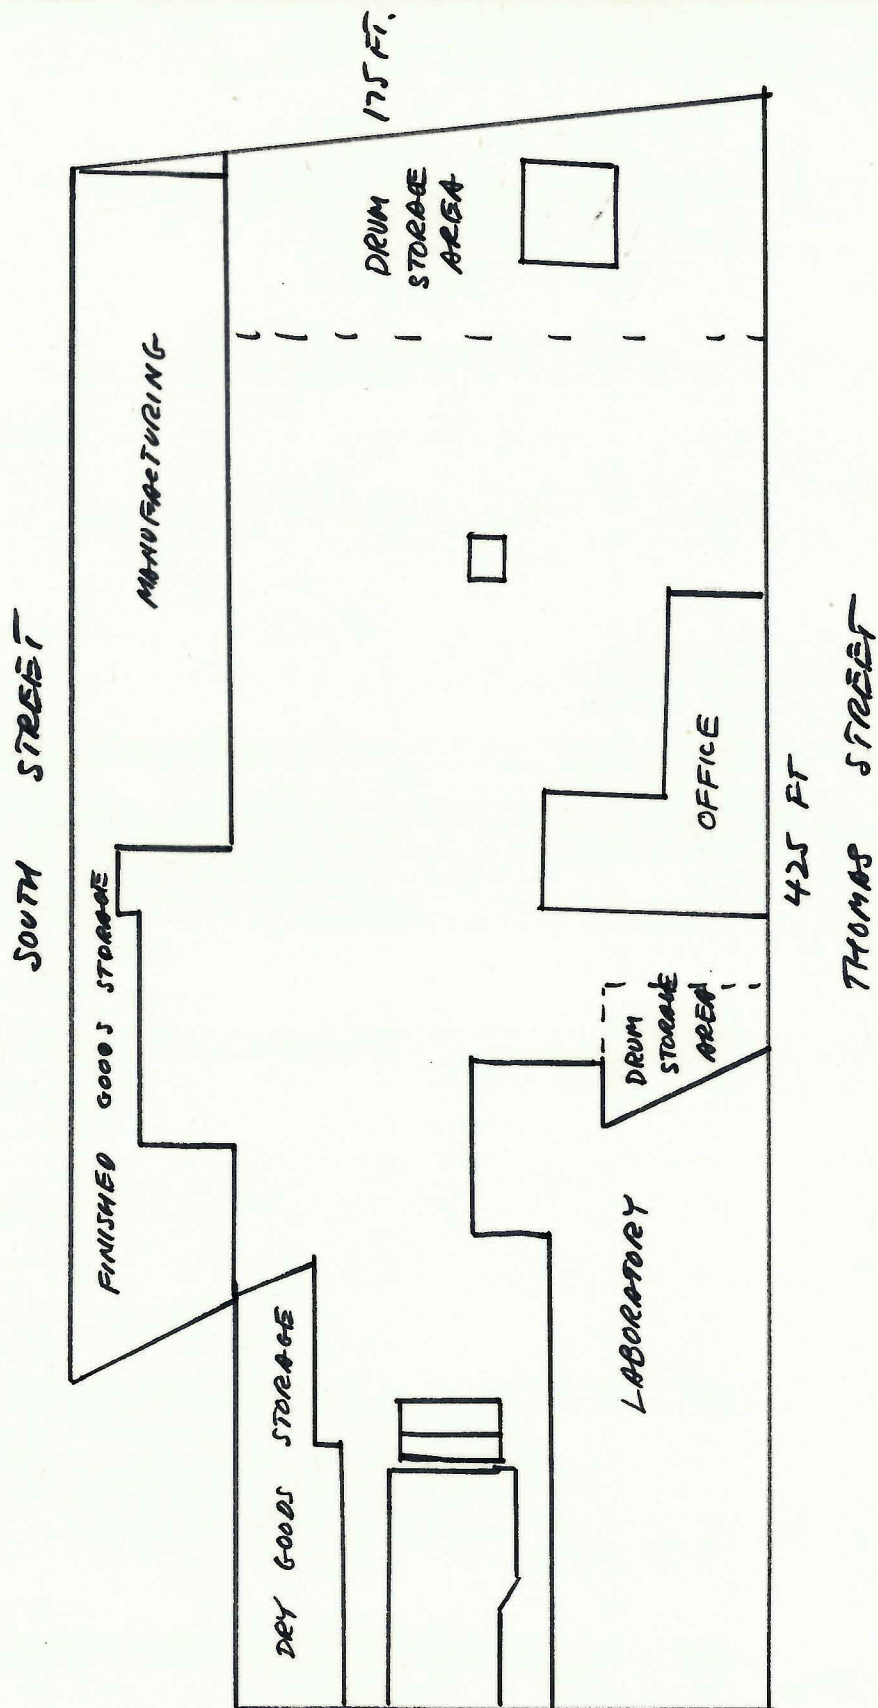 SOUTH STREET
175 FT.
MANUFACTURING
DRUM
STORAGE
AREA
FINISHED GOODS STORAGE
DRY GOODS STORAGE
OFFICE
DRUM
STORAGE
AREA
LABORATORY
425 FT
THOMAS STREET